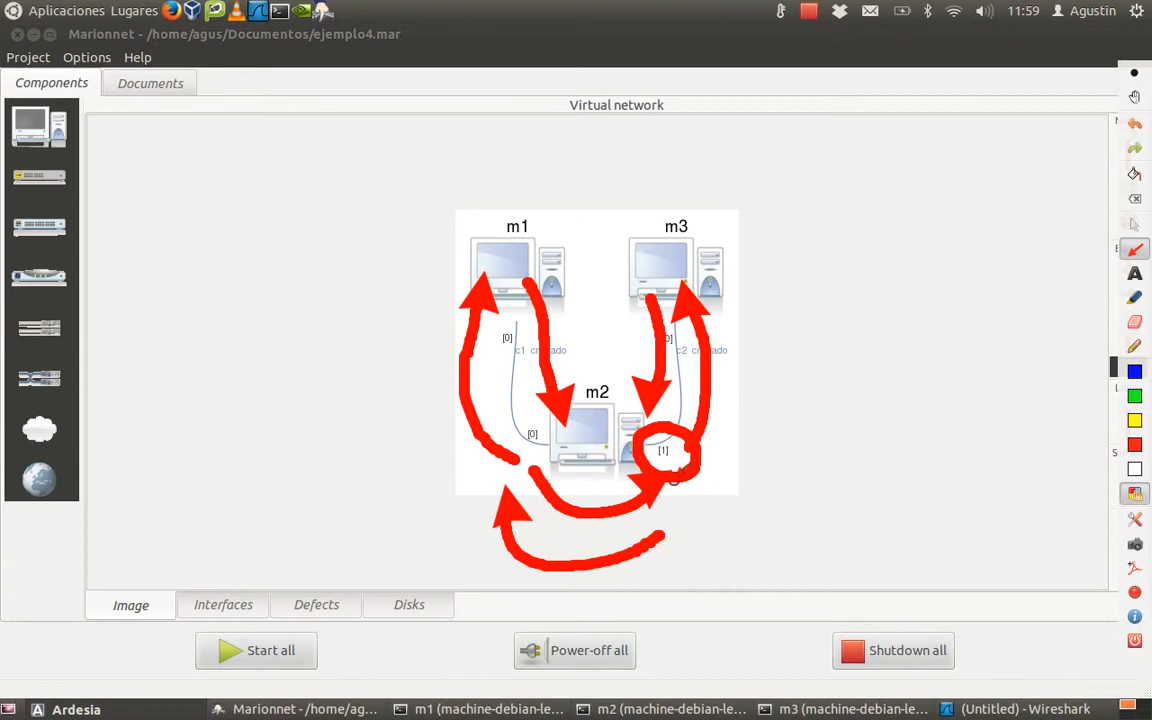 Aplicaciones Lugares
11:59 Agustin
Marionnet - /home/agus/Documentos/ejemplo4.mar
Project Options Help
Components Documents
Virtual network
m1 m3
[0]
c1 c2
m2
[0]
[1]
Image Interfaces Defects Disks
Start all Power-off all Shutdown all
Ardesia Marionnet - /home/ag... m1 (machine-debian-le... m2 (machine-debian-le... m3 (machine-debian-le... (Untitled) - Wireshark